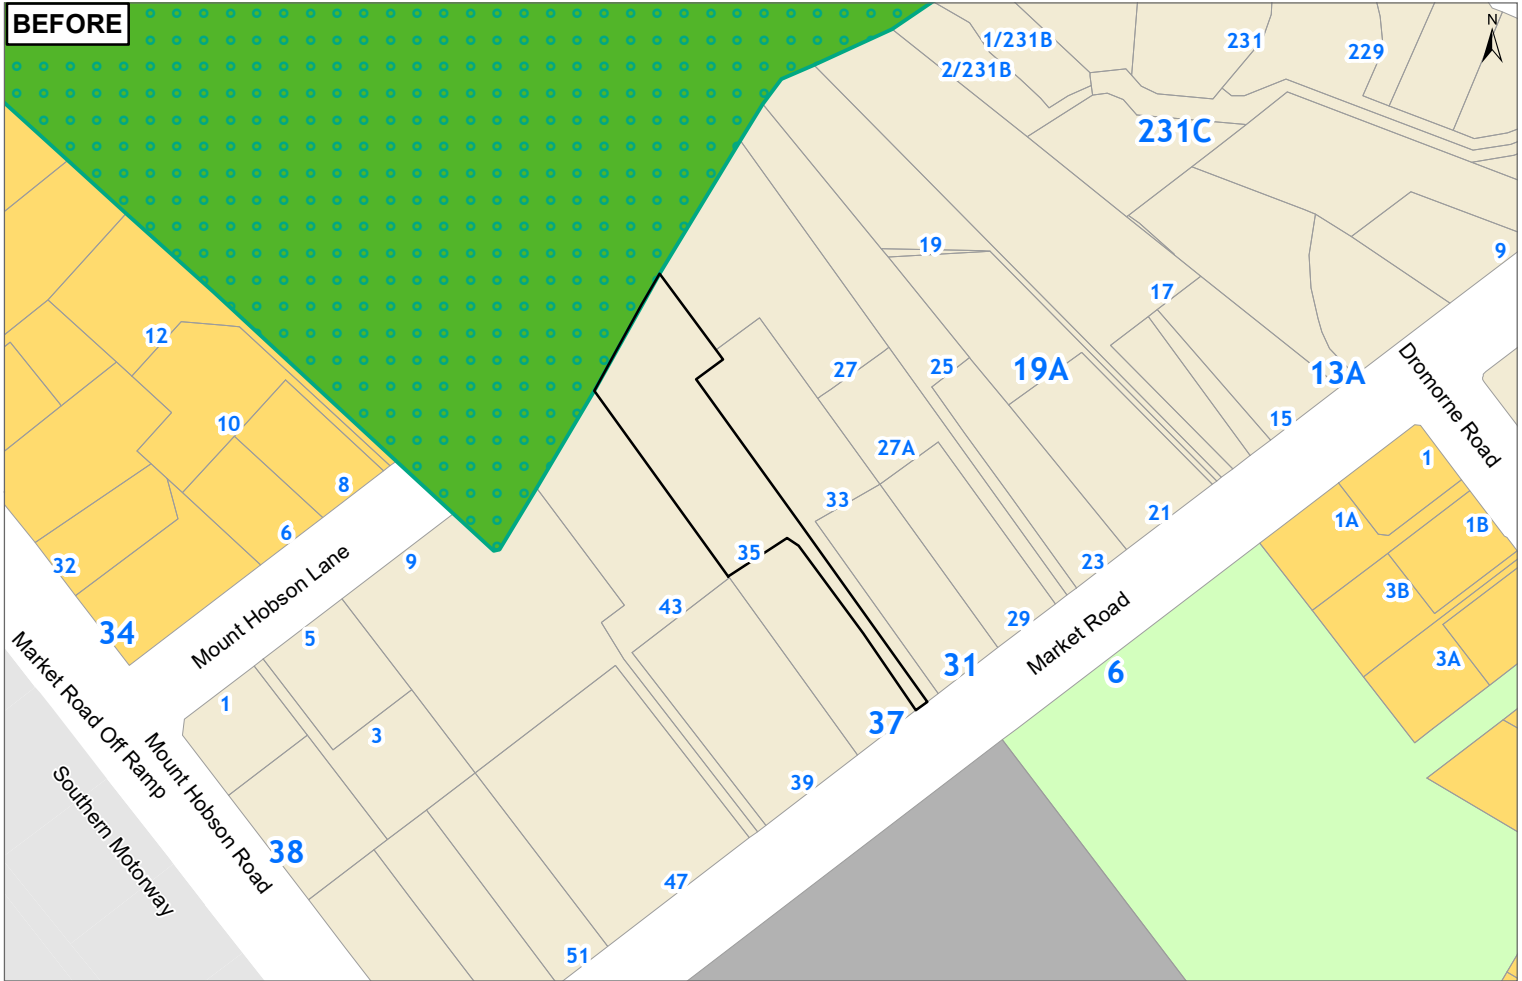 BEFORE
N
1/231B
231
229
2/231B
231C
19
9
17
12
27
25
19A
13A
Dromorne Road
10
15
27A
1
8
33
21
1A
1B
6
35
9
23
32
43
3B
29
34
Mount Hobson Lane
5
Market Road
3A
31
6
1
37
3
Market Road Off Ramp
39
Mount Hobson Road
Southern Motorway
38
47
51